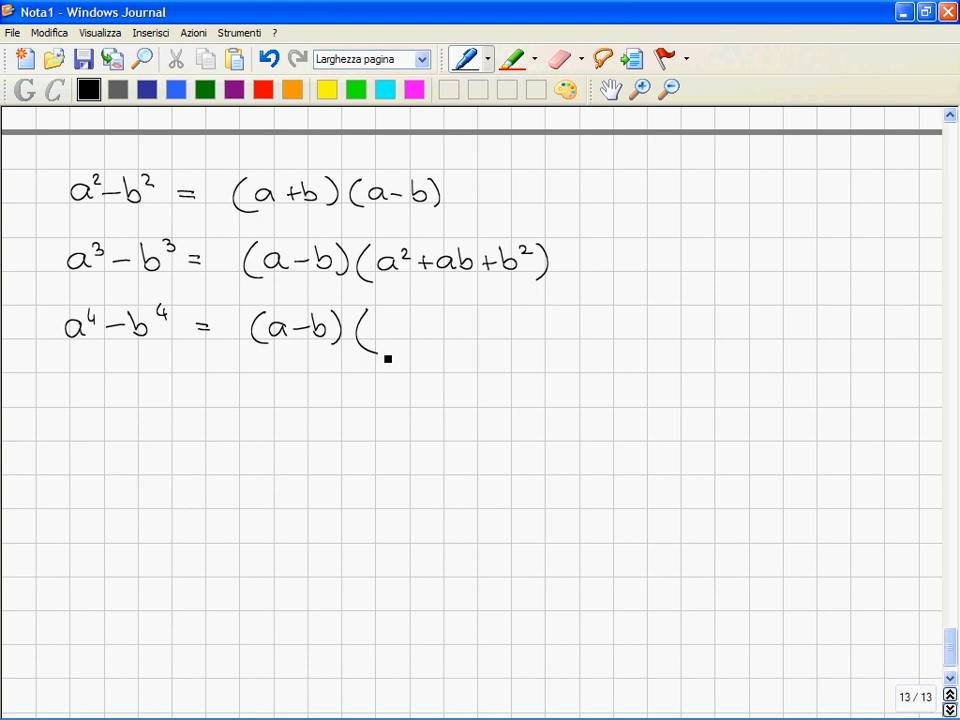 Nota1 - Windows Journal
File Modifica Visualizza Inserisci Azioni Strumenti ?
Larghezza pagina
G C
a² - b² = (a + b)(a - b)
a³ - b³ = (a - b)(a² + ab + b²)
a⁴ - b⁴ = (a - b)(
13 / 13